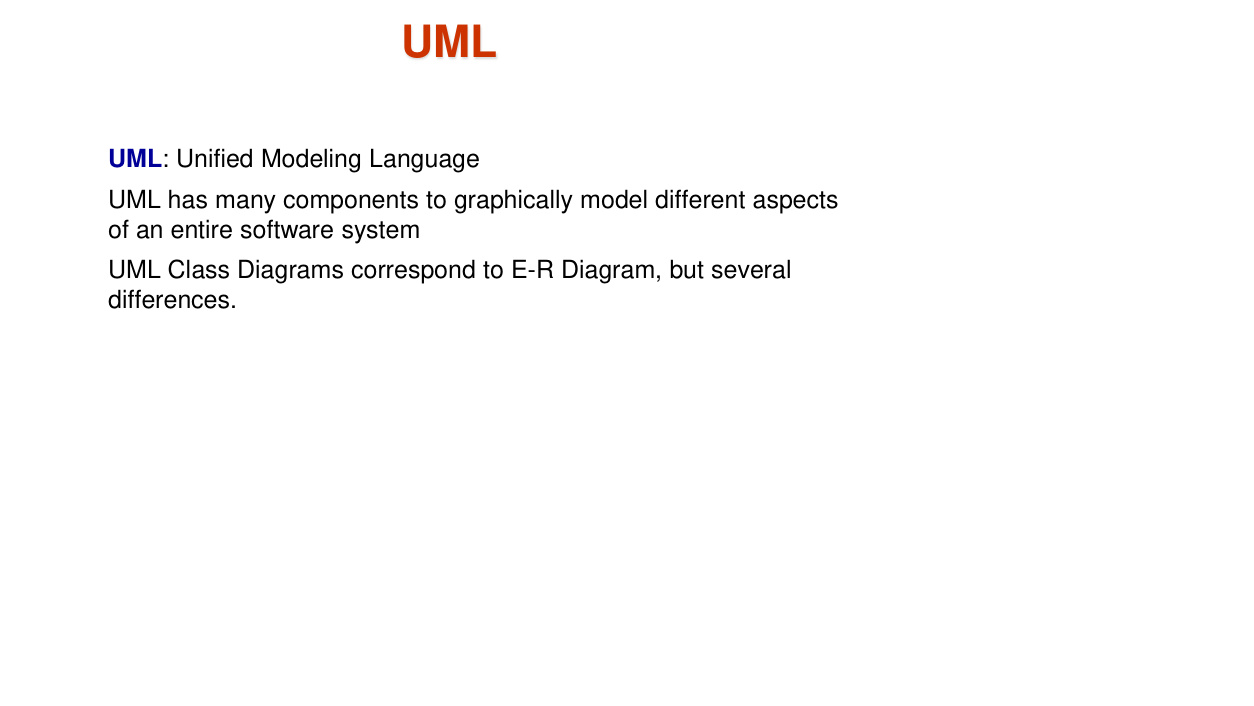 UML
UML: Unified Modeling Language
UML has many components to graphically model different aspects
of an entire software system
UML Class Diagrams correspond to E-R Diagram, but several
differences.